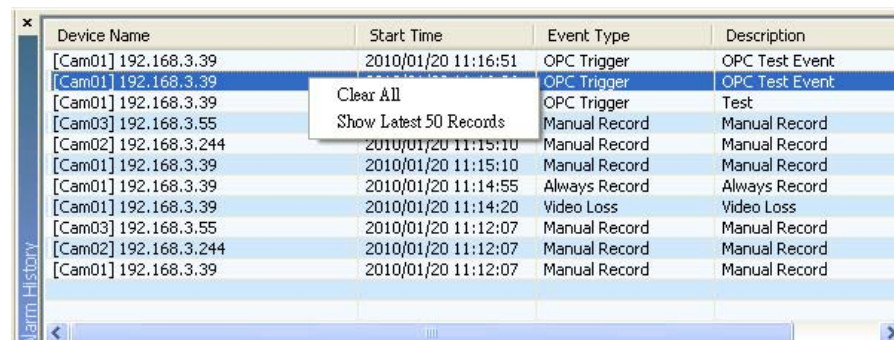 Device Name Start Time Event Type Description
[Cam01] 192.168.3.39 2010/01/20 11:16:51 OPC Trigger OPC Test Event
[Cam01] 192.168.3.39 OPC Trigger OPC Test Event
[Cam01] 192.168.3.39 OPC Trigger Test
[Cam03] 192.168.3.55 Manual Record Manual Record
[Cam02] 192.168.3.244 2010/01/20 11:15:10 Manual Record Manual Record
[Cam01] 192.168.3.39 2010/01/20 11:15:10 Manual Record Manual Record
[Cam01] 192.168.3.39 2010/01/20 11:14:55 Always Record Always Record
[Cam01] 192.168.3.39 2010/01/20 11:14:20 Video Loss Video Loss
[Cam03] 192.168.3.55 2010/01/20 11:12:07 Manual Record Manual Record
[Cam02] 192.168.3.244 2010/01/20 11:12:07 Manual Record Manual Record
[Cam01] 192.168.3.39 2010/01/20 11:12:07 Manual Record Manual Record
Clear All
Show Latest 50 Records
Alarm History